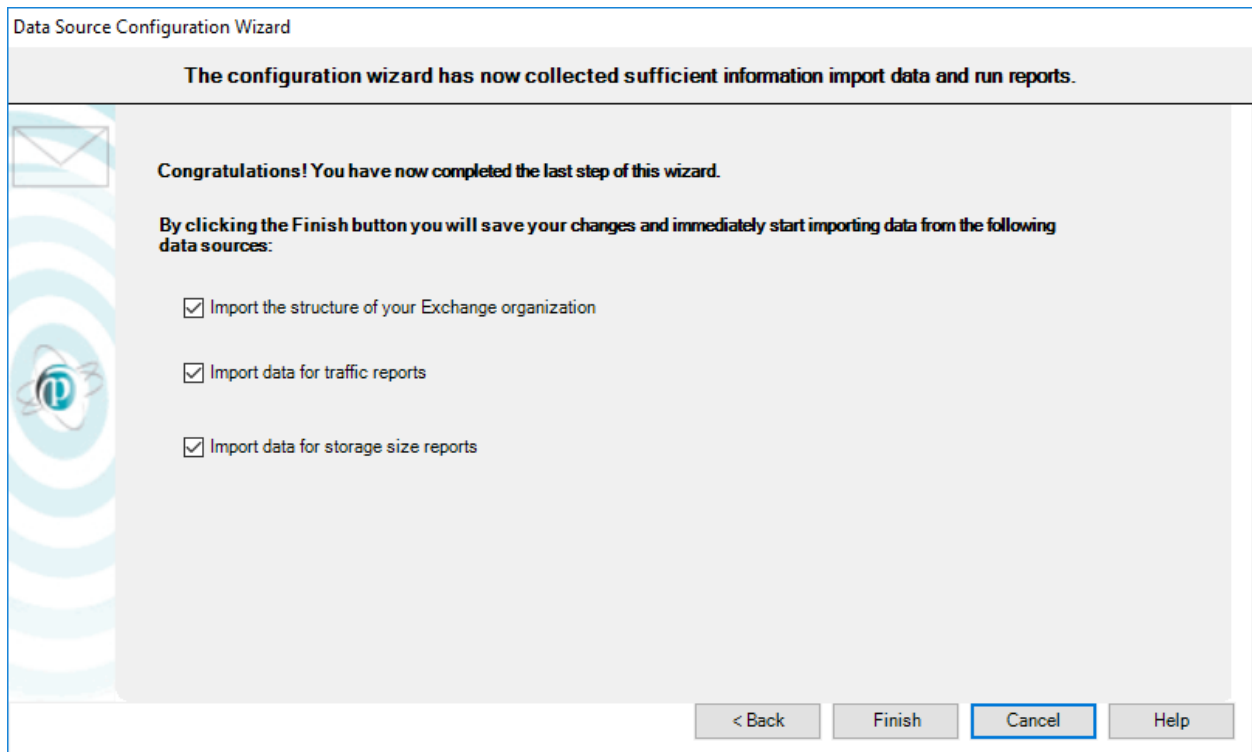 Data Source Configuration Wizard
The configuration wizard has now collected sufficient information import data and run reports.
Congratulations! You have now completed the last step of this wizard.
By clicking the Finish button you will save your changes and immediately start importing data from the following
data sources:
Import the structure of your Exchange organization
Import data for traffic reports
p
Import data for storage size reports
< Back Finish Cancel Help